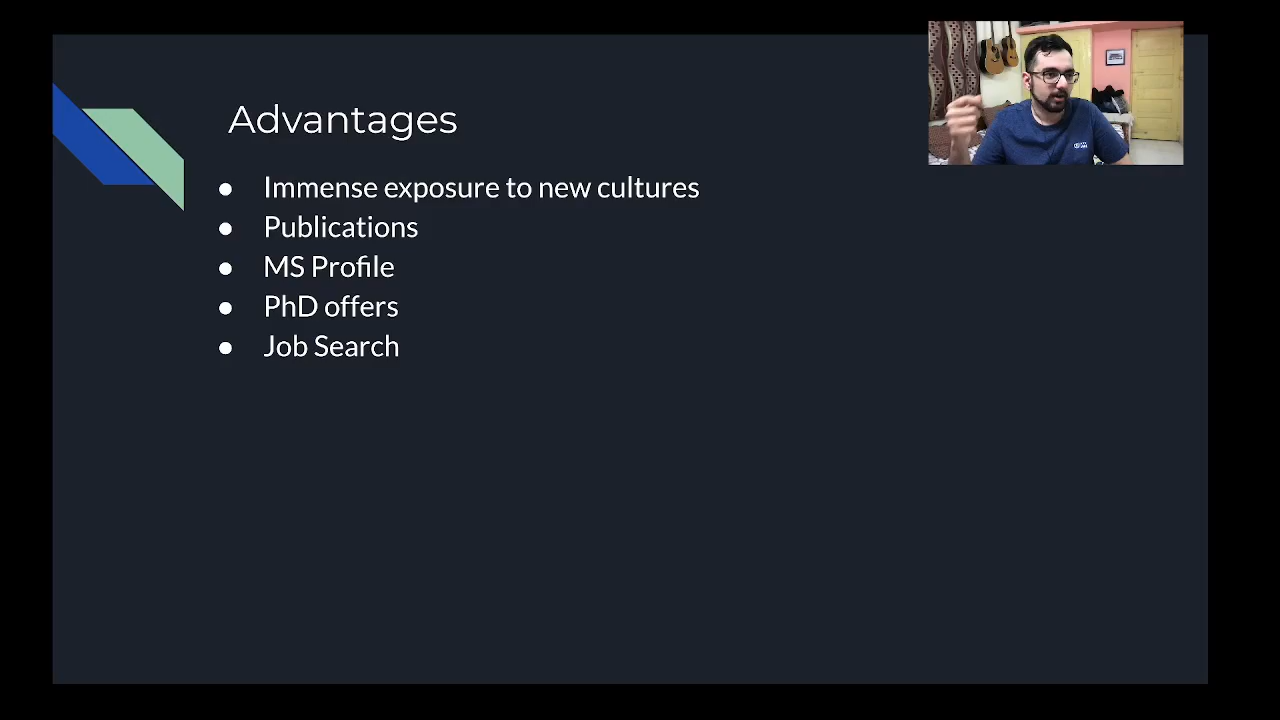 Advantages
● Immense exposure to new cultures
● Publications
● MS Profile
● PhD offers
● Job Search